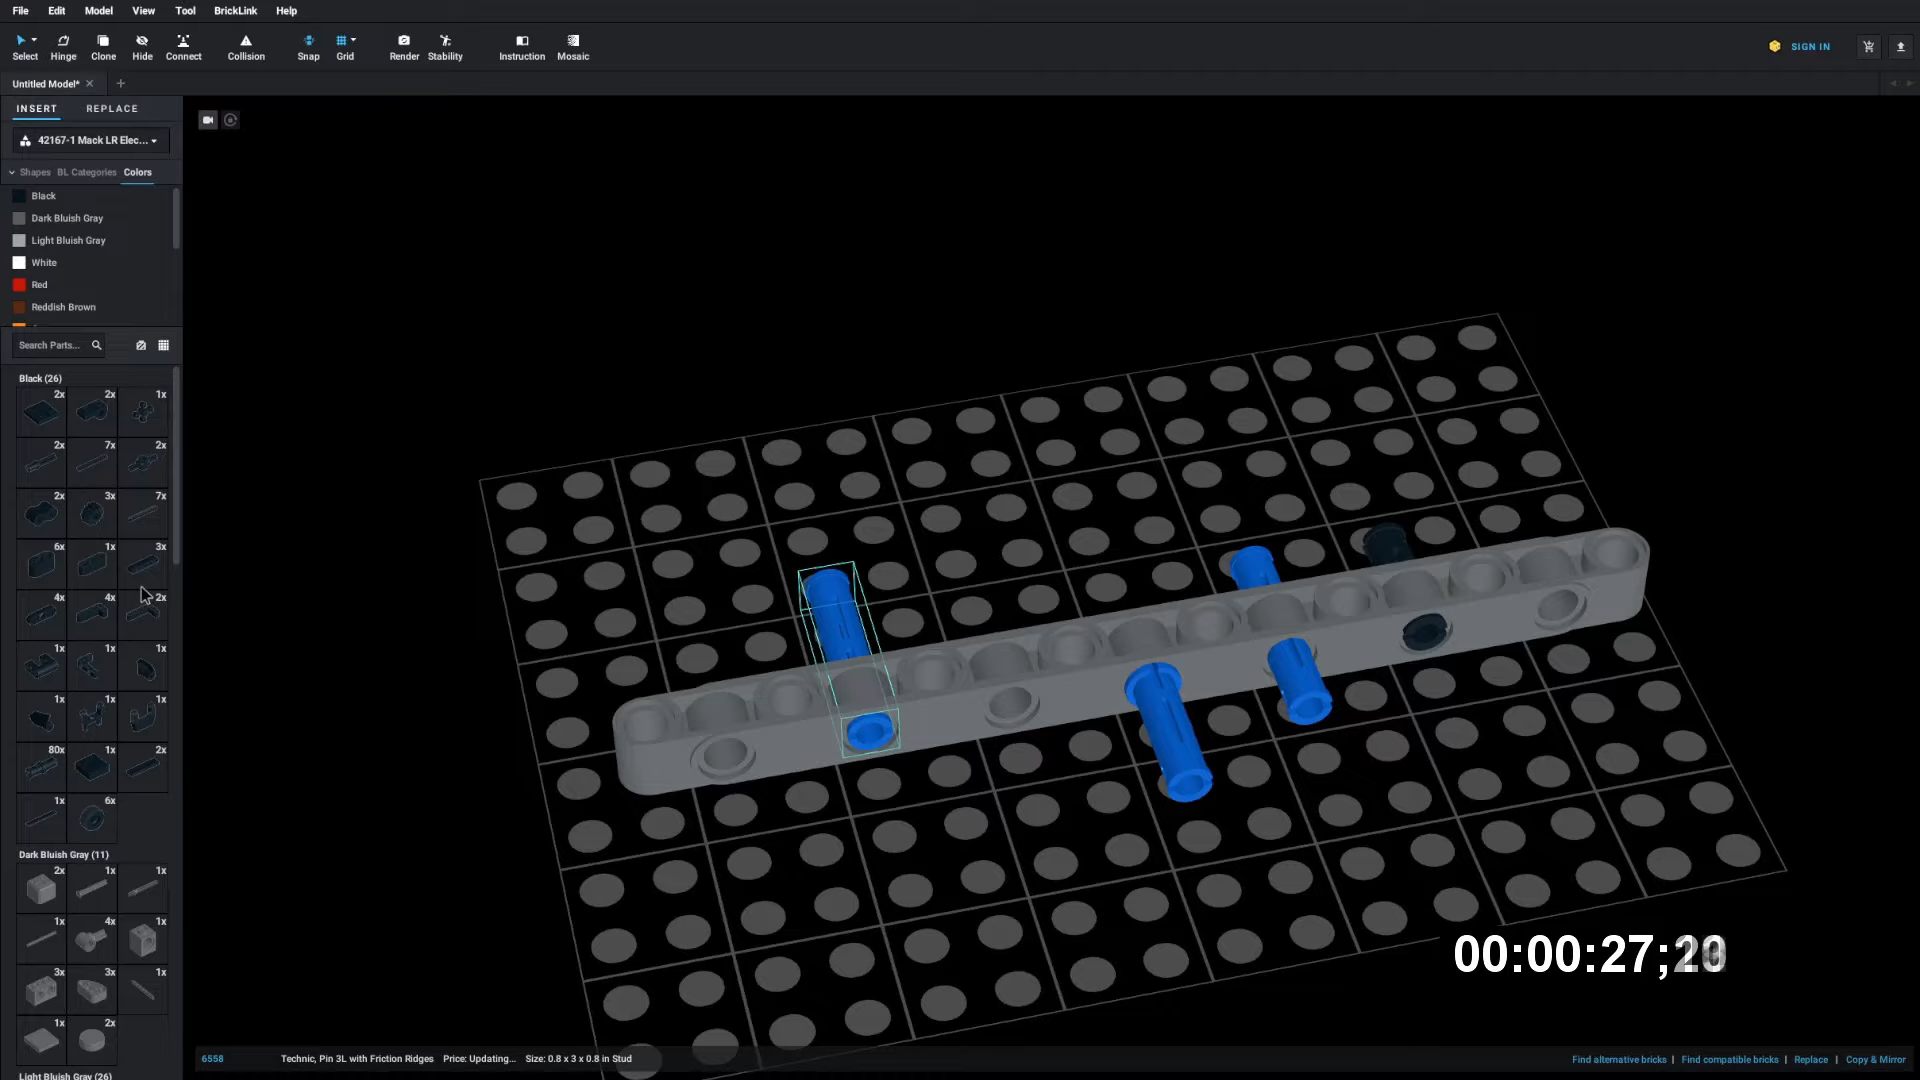 File Edit Model View Tool BrickLink Help
Select Hinge Clone Hide Connect Collision Snap Grid Render Stability Instruction Mosaic SIGN IN
Untitled Model*
INSERT REPLACE
42167-1 Mack LR Elec...
Shapes BL Categories Colors
Black
Dark Bluish Gray
Light Bluish Gray
White
Red
Reddish Brown
Search Parts...
Black (26)
2x 2x 1x
2x 7x 2x
2x 3x 7x
6x 1x 3x
4x 4x 2x
1x 1x 1x
1x 1x 1x
80x 1x 2x
1x 6x
Dark Bluish Gray (11)
2x 1x 1x
1x 4x 1x
3x 3x 1x
1x 2x
Light Bluish Gray (26)
00:00:27;
6558 Technic, Pin 3L with Friction Ridges Price: Updating... Size: 0.8 x 3 x 0.8 in Stud
Find alternative bricks | Find compatible bricks | Replace | Copy & Mirror